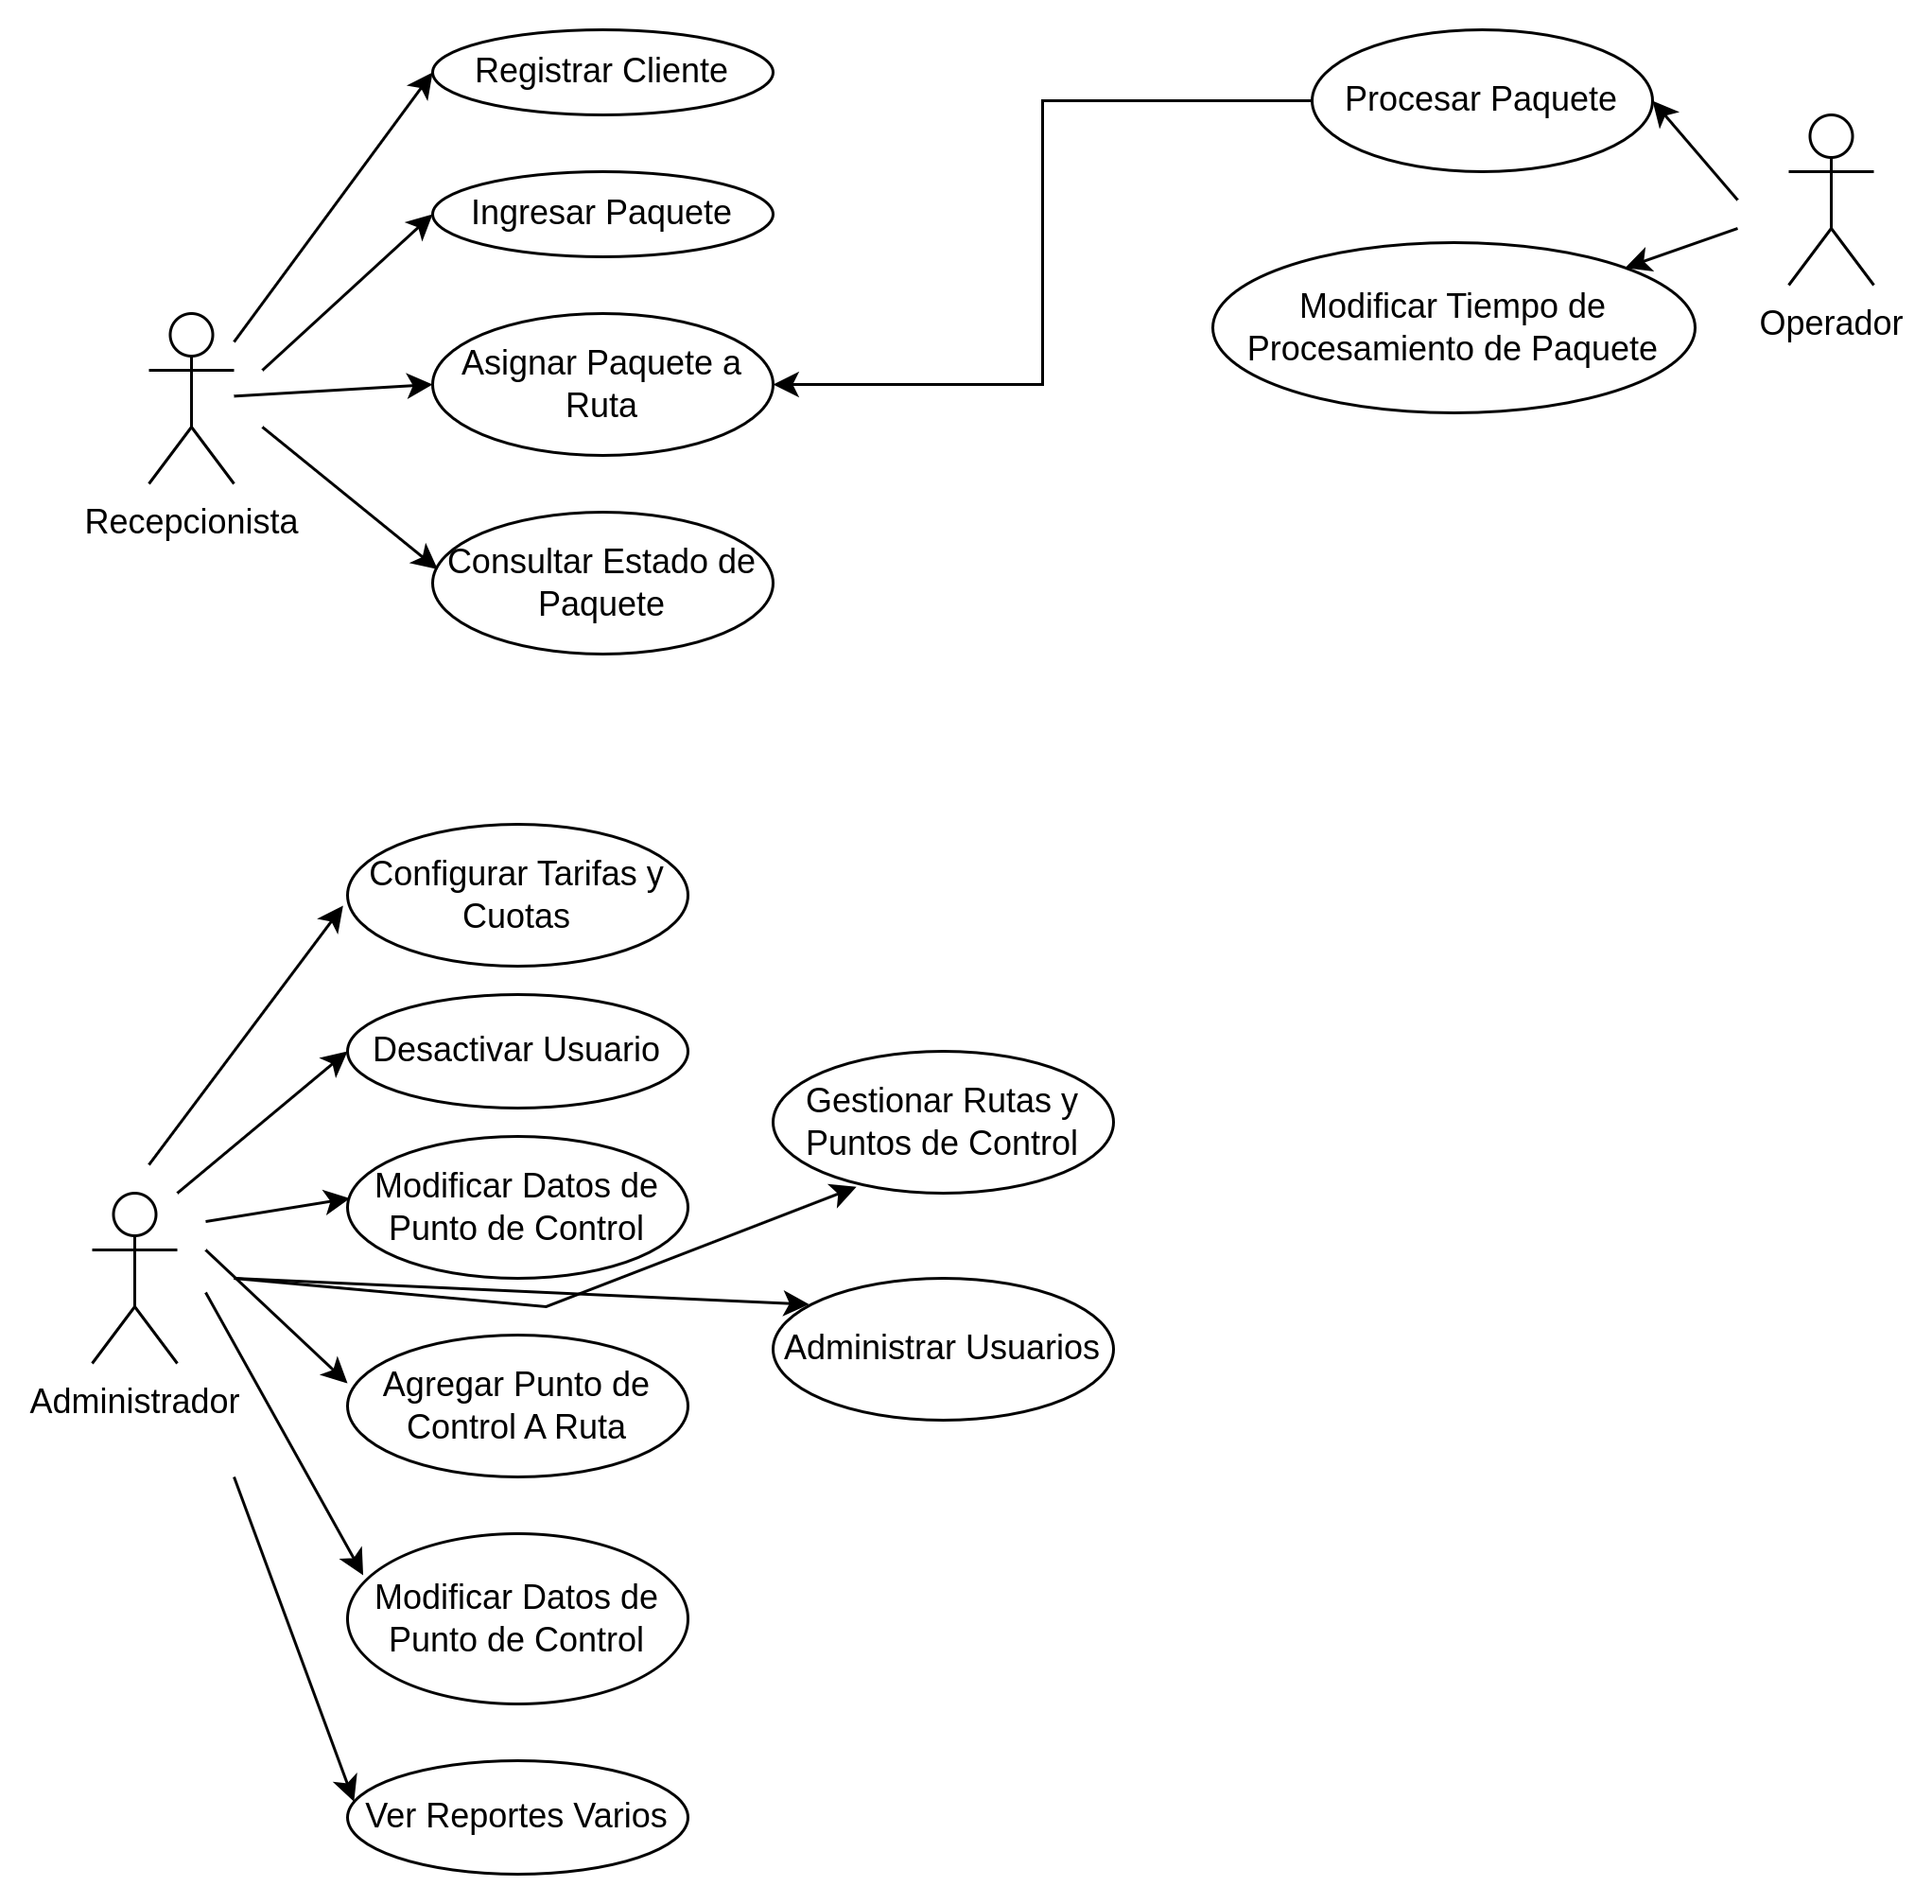 Registrar Cliente
Ingresar Paquete
Asignar Paquete a
Ruta
Consultar Estado de
Paquete
Recepcionista
Procesar Paquete
Modificar Tiempo de
Procesamiento de Paquete
Operador
Configurar Tarifas y
Cuotas
Desactivar Usuario
Modificar Datos de
Punto de Control
Gestionar Rutas y
Puntos de Control
Administrar Usuarios
Administrador
Agregar Punto de
Control A Ruta
Modificar Datos de
Punto de Control
Ver Reportes Varios